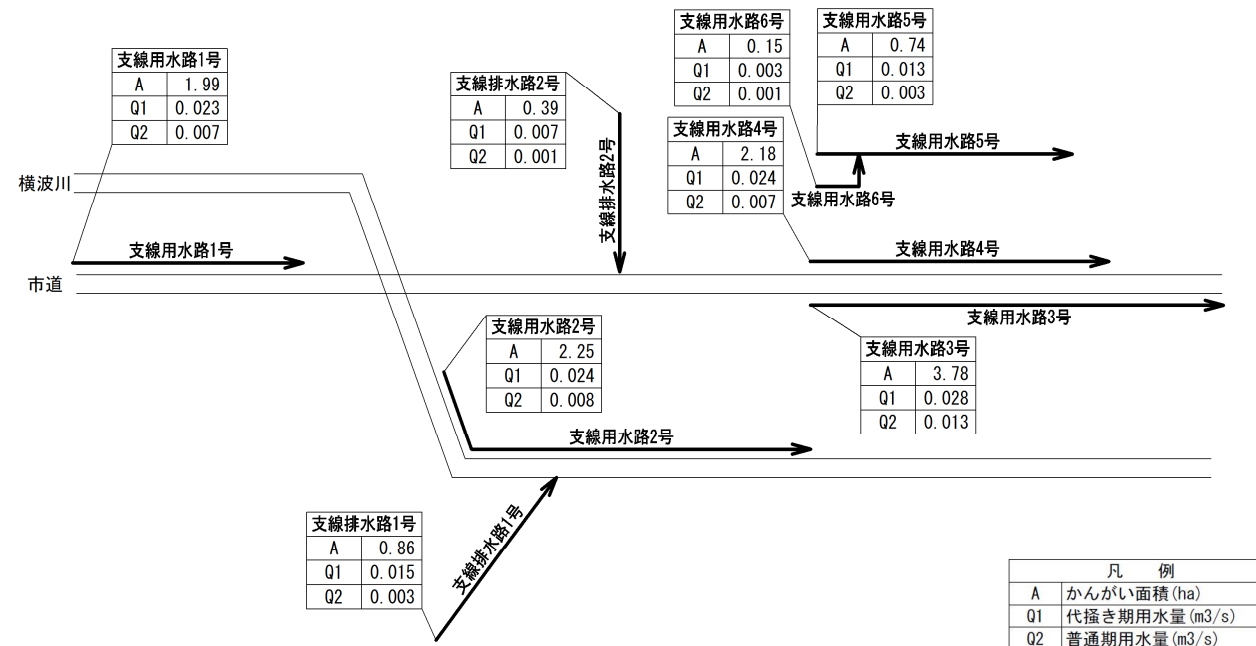 支線用水路1号
A 1.99
Q1 0.023
Q2 0.007
支線排水路2号
A 0.39
Q1 0.007
Q2 0.001
支線用水路6号
A 0.15
Q1 0.003
Q2 0.001
支線用水路5号
A 0.74
Q1 0.013
Q2 0.003
支線用水路4号
A 2.18
Q1 0.024
Q2 0.007
支線用水路5号
支線用水路6号
支線排水路2号
横波川
支線用水路1号
支線用水路4号
市道
支線用水路3号
支線用水路2号
A 2.25
Q1 0.024
Q2 0.008
支線用水路3号
A 3.78
Q1 0.028
Q2 0.013
支線用水路2号
支線排水路1号
A 0.86
Q1 0.015
Q2 0.003
支線排水路1号
凡 例
A かんがい面積(ha)
Q1 代掻き期用水量(m3/s)
Q2 普通期用水量(m3/s)